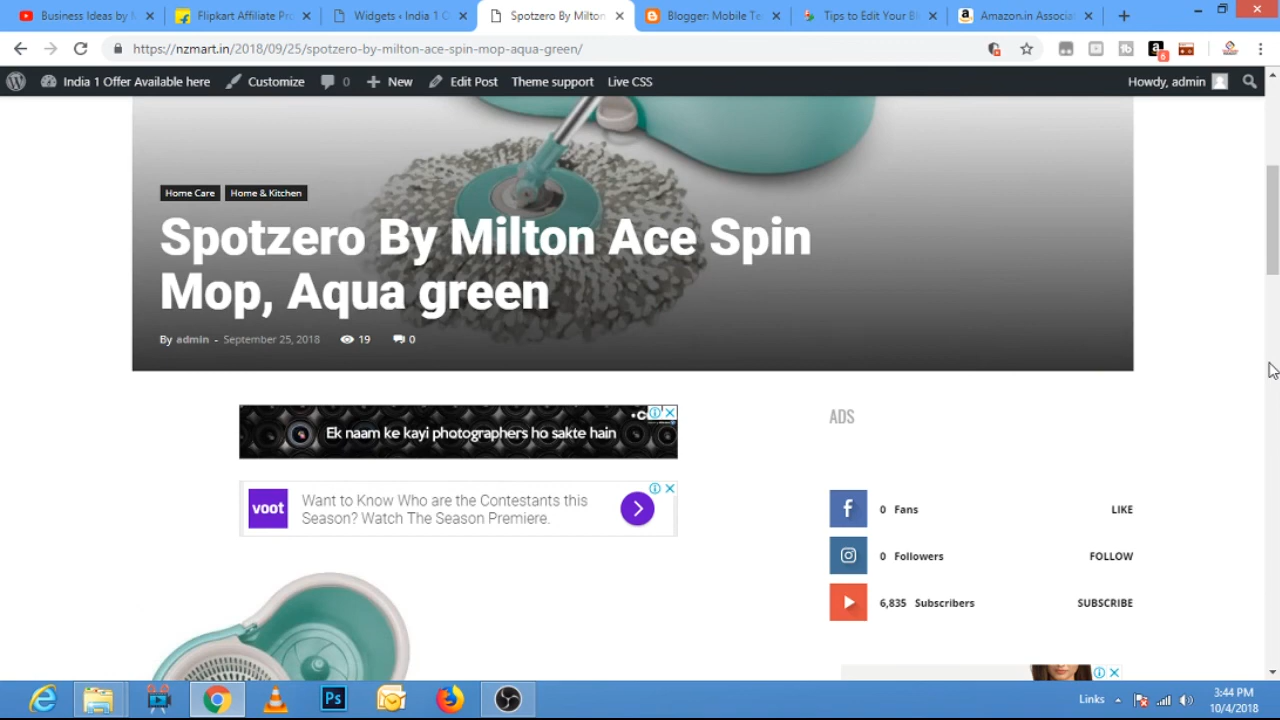 Business Ideas by M
Flipkart Affiliate Pro
Widgets ‹ India 1 O
Spotzero By Milton
Blogger: Mobile Te
Tips to Edit Your Bl
Amazon.in Associat
https://nzmart.in/2018/09/25/spotzero-by-milton-ace-spin-mop-aqua-green/
India 1 Offer Available here
Customize
0
New
Edit Post
Theme support
Live CSS
Howdy, admin
Home Care
Home & Kitchen
Spotzero By Milton Ace Spin
Mop, Aqua green
By admin - September 25, 2018
19
0
Ek naam ke kayi photographers ho sakte hain
ADS
voot
Want to Know Who are the Contestants this
Season? Watch The Season Premiere.
0 Fans
LIKE
0 Followers
FOLLOW
6,835 Subscribers
SUBSCRIBE
Ps
Links
3:44 PM
10/4/2018